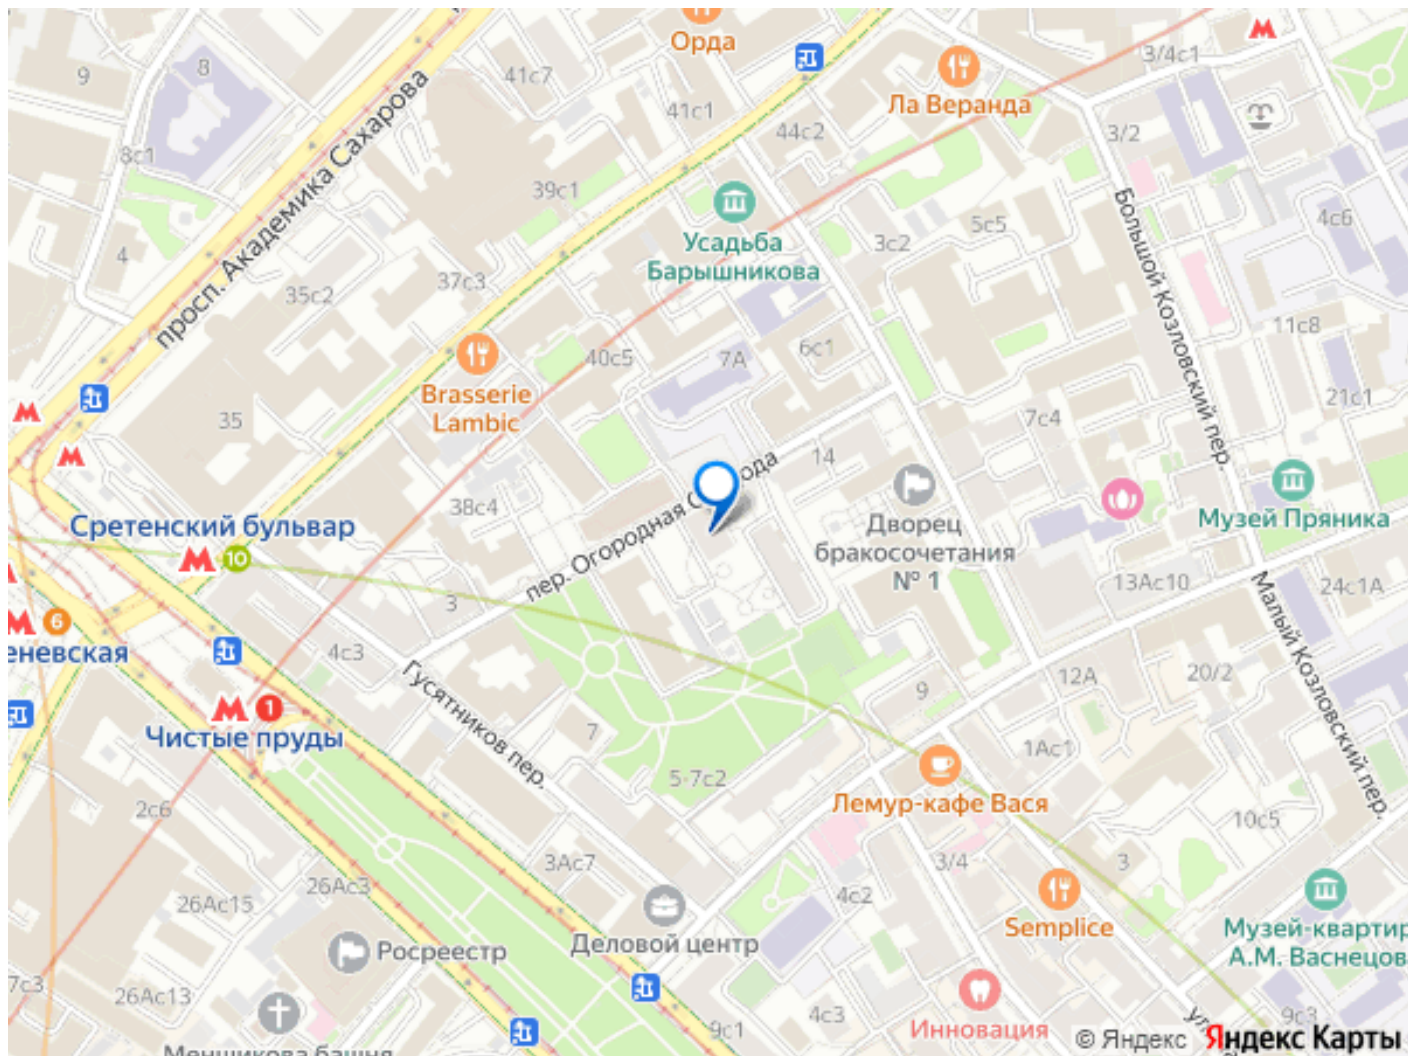 Орда
3/4с1
9
8
41с7
Ла Веранда
просп. Академика Сахарова
41с1
44с2
3/2
8с1
39с1
Большой Козловский пер.
4с6
5с5
3с2
Усадьба
Барышникова
4
37с3
35с2
11с8
6с1
40с5
7А
Brasserie
Lambic
21с1
35
7с4
14
38с4
пер. Огородная С
ода
Музей Пряника
Сретенский бульвар
Дворец
бракосочетания
№ 1
10
13Ас10
24с1А
Малый Козловский пер.
3
6
еневская
4с3
Гусятников пер.
12А
20/2
9
1
Чистые пруды
7
1Ас1
5-7с2
Лемур-кафе Вася
2с6
10с5
3Ас7
3/4
3
26Ас3
4с2
26Ас15
Semplice
Музей-квартир
А.М. Васнецов
Деловой центр
Росреестр
7с3
26Ас13
4с3
9с3
9с1
Инновация
ул
Меншикова башня
© Яндекс
Яндекс Карты